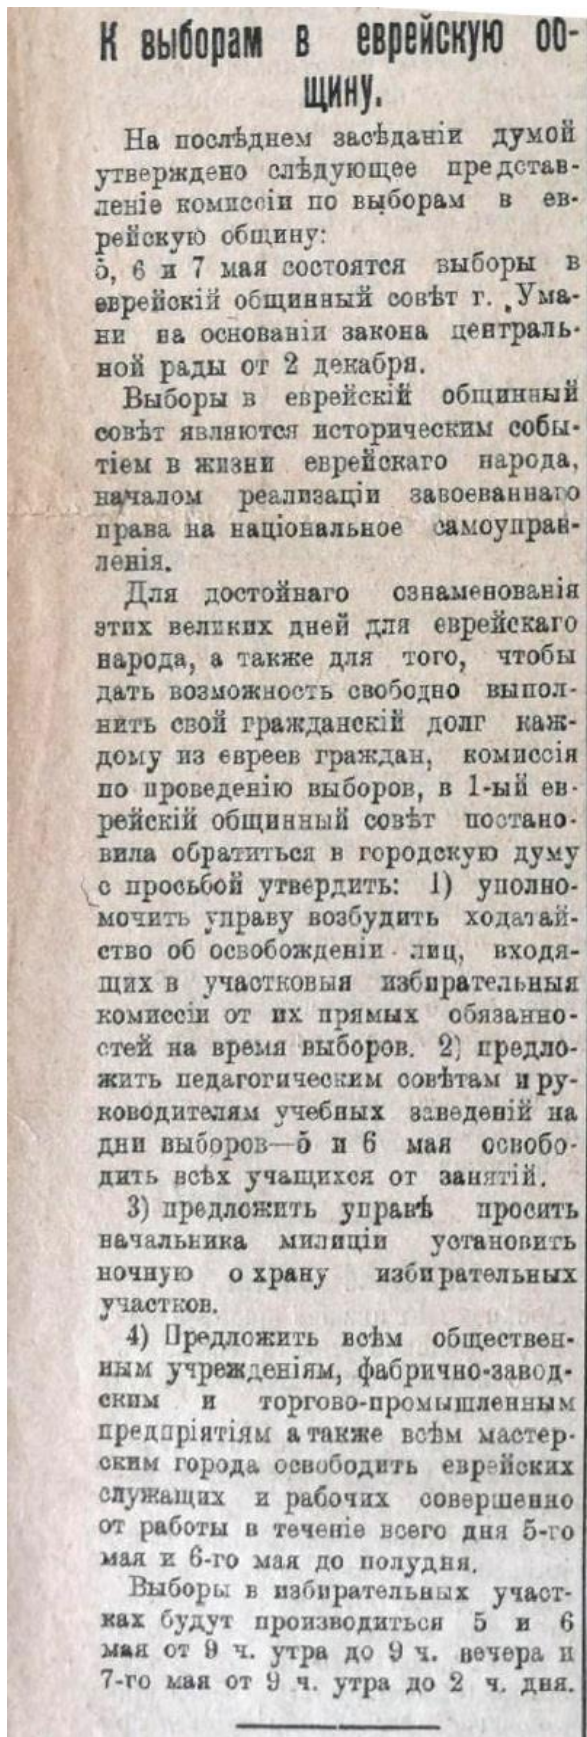 К выборам в еврейскую об-
щину.
На послѣднем засѣданіи думой
утверждено слѣдующее представ-
леніе комиссіи по выборам в ев-
рейскую общину:
5, 6 и 7 мая состоятся выборы в
еврейскій общинный совѣт г. Ума-
ни на основаніи закона централь-
ной рады от 2 декабря.
Выборы в еврейскій общинный
совѣт являются историческим собы-
тіем в жизни еврейскаго народа,
началом реализаціи завоеваннаго
права на національное самоуправ-
ленія.
Для достойнаго ознаменованія
этих великих дней для еврейскаго
народа, а также для того, чтобы
дать возможность свободно выпол-
нить свой гражданскій долг каж-
дому из евреев граждан, комиссія
по проведенію выборов, в 1-ый ев-
рейскій общинный совѣт постано-
вила обратиться в городскую думу
с просьбой утвердить: 1) уполно-
мочить управу возбудить ходатай-
ство об освобожденіи лиц, входя-
щих в участковыя избирательныя
комиссіи от их прямых обязанно-
стей на время выборов. 2) предло-
жить педагогическим совѣтам и ру-
ководителям учебных заведеній на
дни выборов—5 и 6 мая освобо-
дить всѣх учащихся от занятій.
3) предложить управѣ просить
начальника милиціи установить
ночную охрану избирательных
участков.
4) Предложить всѣм обществен-
ным учрежденіям, фабрично-завод-
ским и торгово-промышленным
предпріятіям а также всѣм мастер-
ским города освободить еврейских
служащих и рабочих совершенно
от работы в теченіе всего дня 5-го
мая и 6-го мая до полудня.
Выборы в избирательных участ-
ках будут производиться 5 и 6
мая от 9 ч. утра до 9 ч. вечера и
7-го мая от 9 ч. утра до 2 ч. дня.